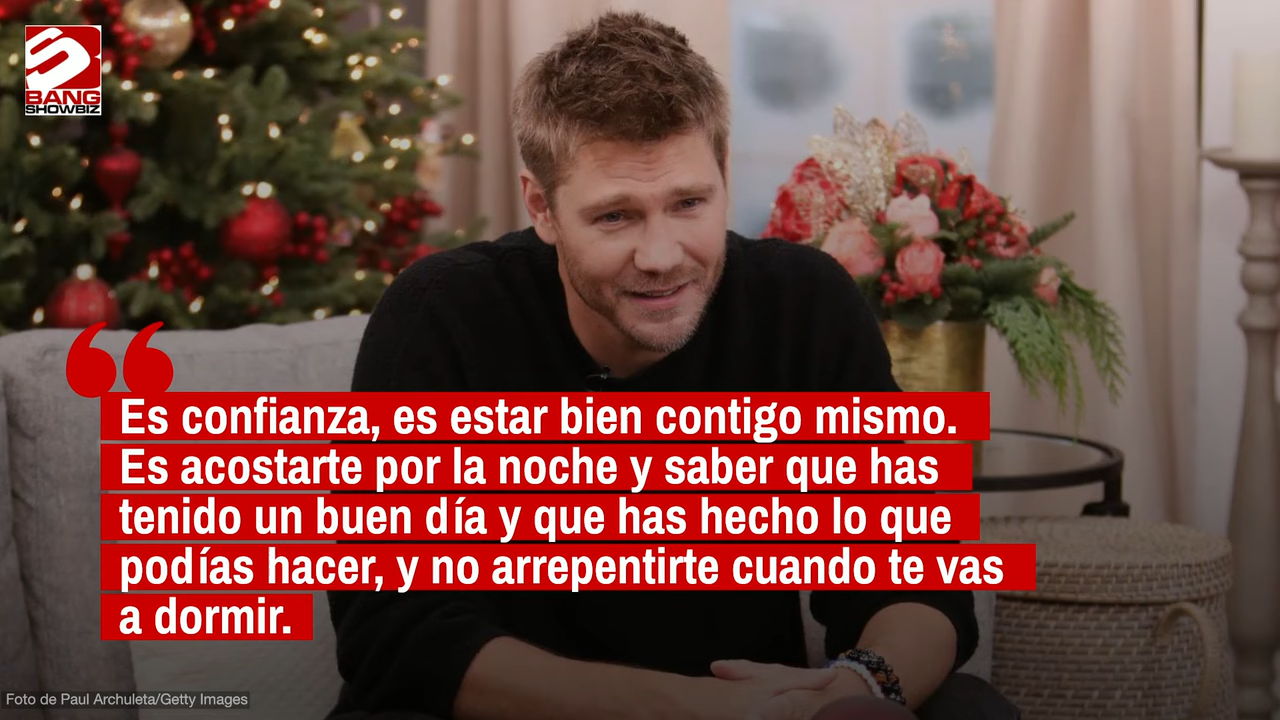 BANG
SHOWBIZ
Es confianza, es estar bien contigo mismo.
Es acostarte por la noche y saber que has
tenido un buen día y que has hecho lo que
podías hacer, y no arrepentirte cuando te vas
a dormir.
Foto de Paul Archuleta/Getty Images